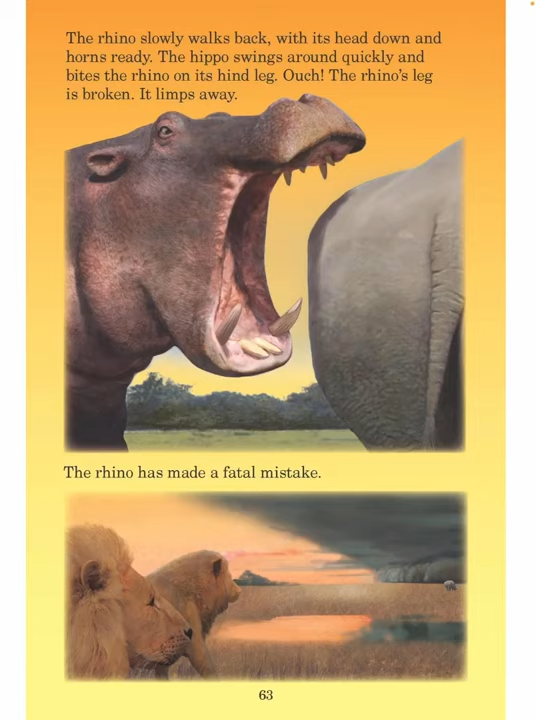 The rhino slowly walks back, with its head down and
horns ready. The hippo swings around quickly and
bites the rhino on its hind leg. Ouch! The rhino’s leg
is broken. It limps away.
The rhino has made a fatal mistake.
63